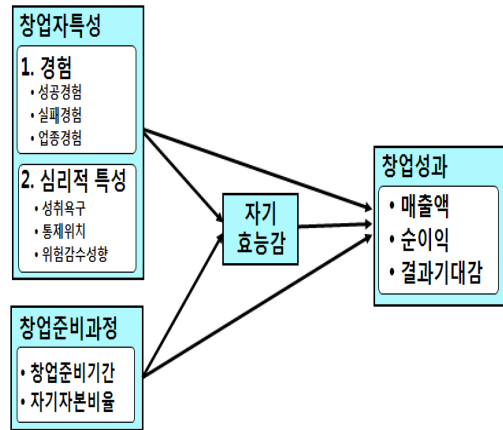 창업자특성
1. 경험
• 성공경험
• 실패경험
• 업종경험
2. 심리적 특성
• 성취욕구
• 통제위치
• 위험감수성향
창업준비과정
• 창업준비기간
• 자기자본비율
자기
효능감
창업성과
• 매출액
• 순이익
• 결과기대감